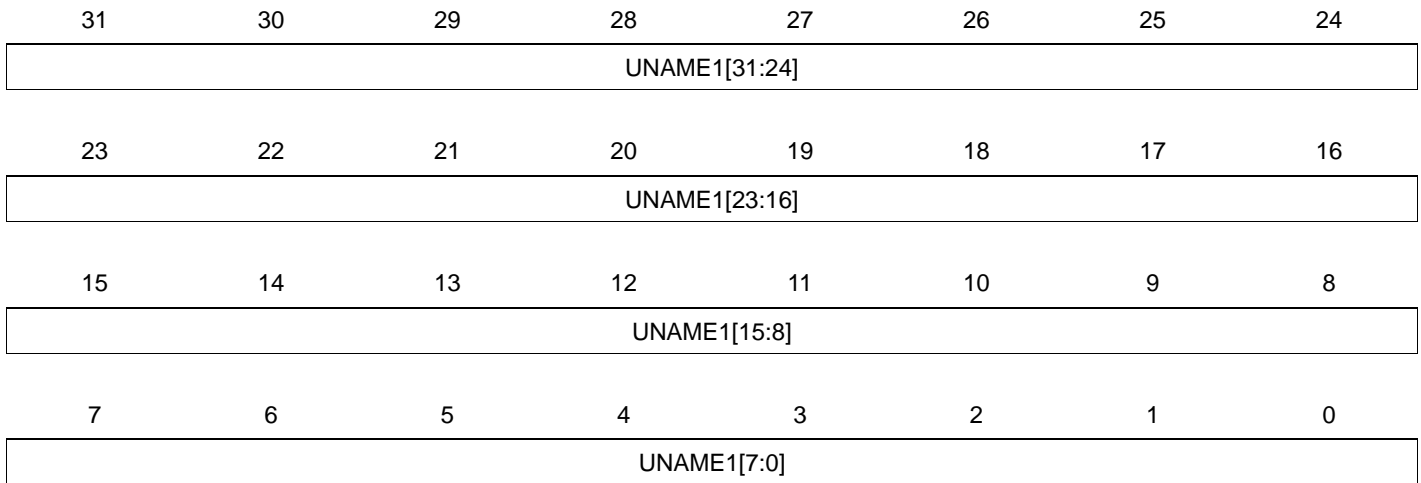 31 30 29 28 27 26 25 24
UNAME1[31:24]
23 22 21 20 19 18 17 16
UNAME1[23:16]
15 14 13 12 11 10 9 8
UNAME1[15:8]
7 6 5 4 3 2 1 0
UNAME1[7:0]